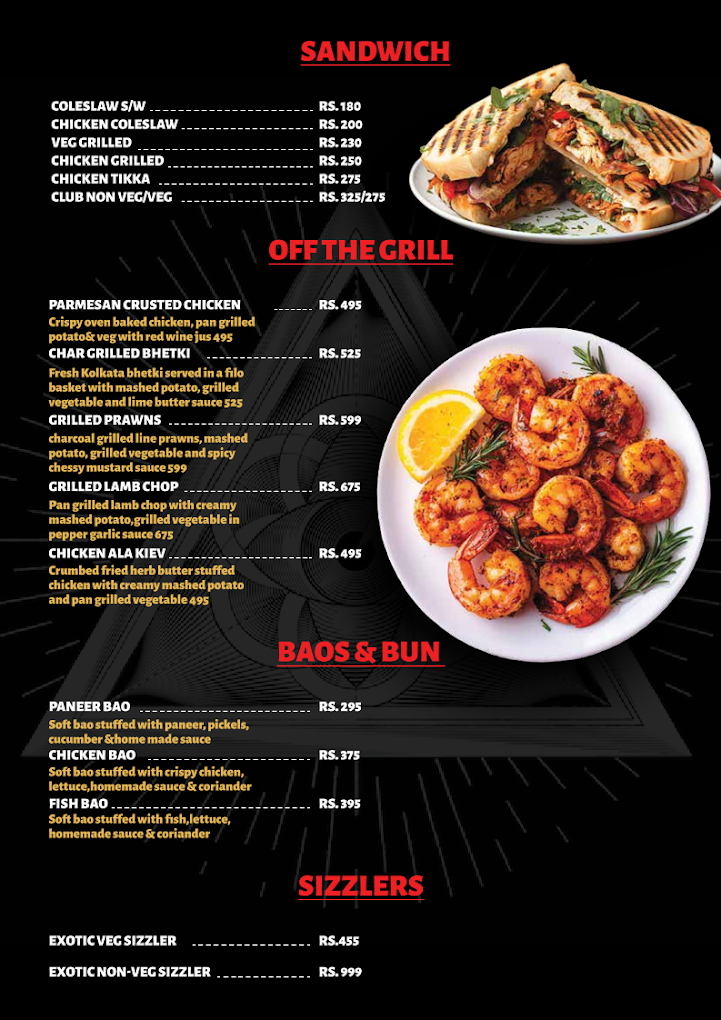 SANDWICH
COLESLAW S/W RS. 180
CHICKEN COLESLAW RS. 200
VEG GRILLED RS. 230
CHICKEN GRILLED RS. 250
CHICKEN TIKKA RS. 275
CLUB NON VEG/VEG RS. 325/275
OFF THE GRILL
PARMESAN CRUSTED CHICKEN RS. 495
Crispy oven baked chicken, pan grilled
potato& veg with red wine jus 495
CHAR GRILLED BHETKI RS. 525
Fresh Kolkata bhetki served in a filo
basket with mashed potato, grilled
vegetable and lime butter sauce 525
GRILLED PRAWNS RS. 599
charcoal grilled line prawns, mashed
potato, grilled vegetable and spicy
chessy mustard sauce 599
GRILLED LAMB CHOP RS. 675
Pan grilled lamb chop with creamy
mashed potato,grilled vegetable in
pepper garlic sauce 675
CHICKEN ALA KIEV RS. 495
Crumbed fried herb butter stuffed
chicken with creamy mashed potato
and pan grilled vegetable 495
BAOS & BUN
PANEER BAO RS. 295
Soft bao stuffed with paneer, pickels,
cucumber &home made sauce
CHICKEN BAO RS. 375
Soft bao stuffed with crispy chicken,
lettuce,homemade sauce & coriander
FISH BAO RS. 395
Soft bao stuffed with fish,lettuce,
homemade sauce & coriander
SIZZLERS
EXOTIC VEG SIZZLER RS.455
EXOTIC NON-VEG SIZZLER RS. 999